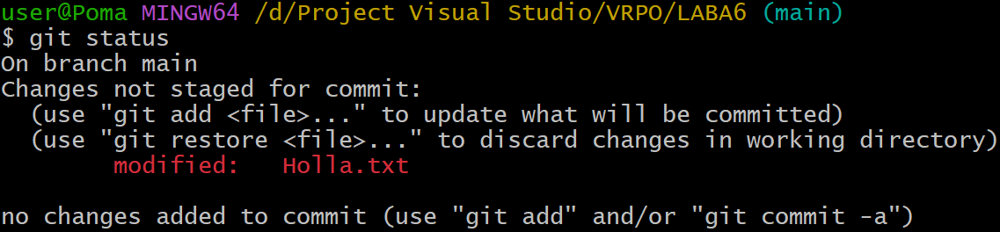 user@Poma MINGW64 /d/Project Visual Studio/VRPO/LABA6 (main)
$ git status
On branch main
Changes not staged for commit:
  (use "git add <file>..." to update what will be committed)
  (use "git restore <file>..." to discard changes in working directory)
        modified:   Holla.txt

no changes added to commit (use "git add" and/or "git commit -a")